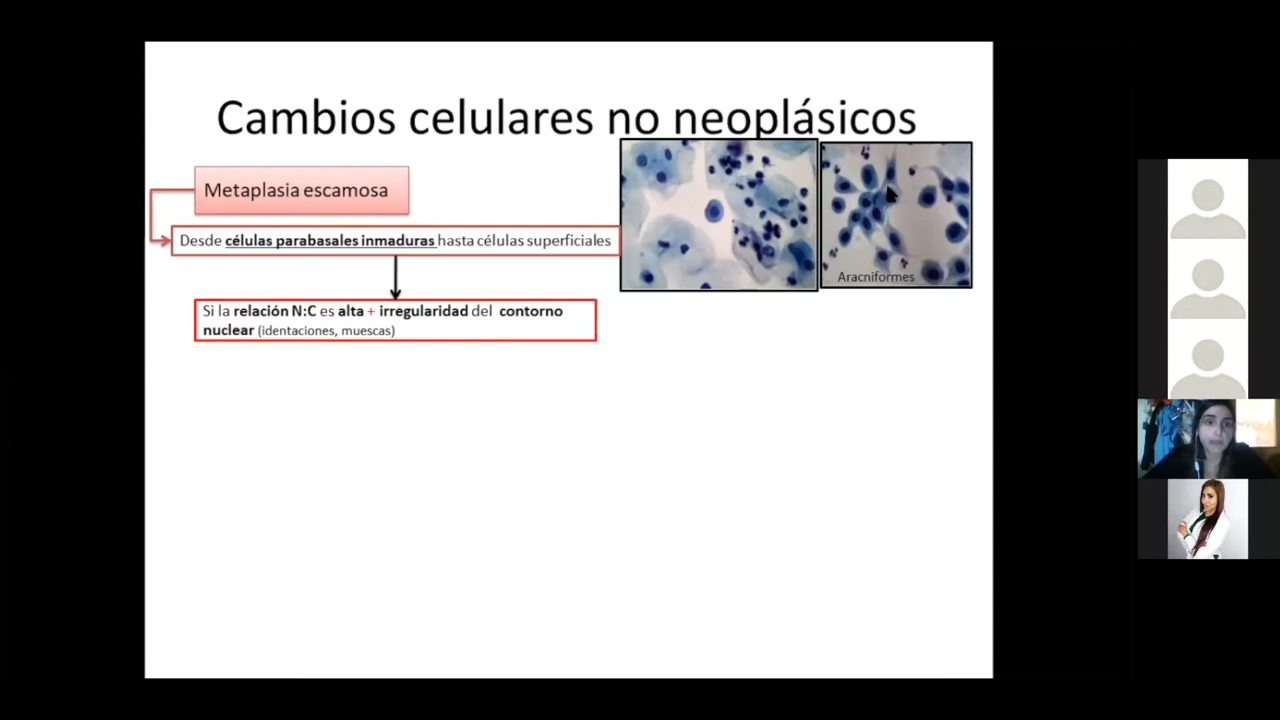 Cambios celulares no neoplásicos
Metaplasia escamosa
Desde células parabasales inmaduras hasta células superficiales
Aracniformes
Si la relación N:C es alta + irregularidad del contorno
nuclear (identaciones, muescas)